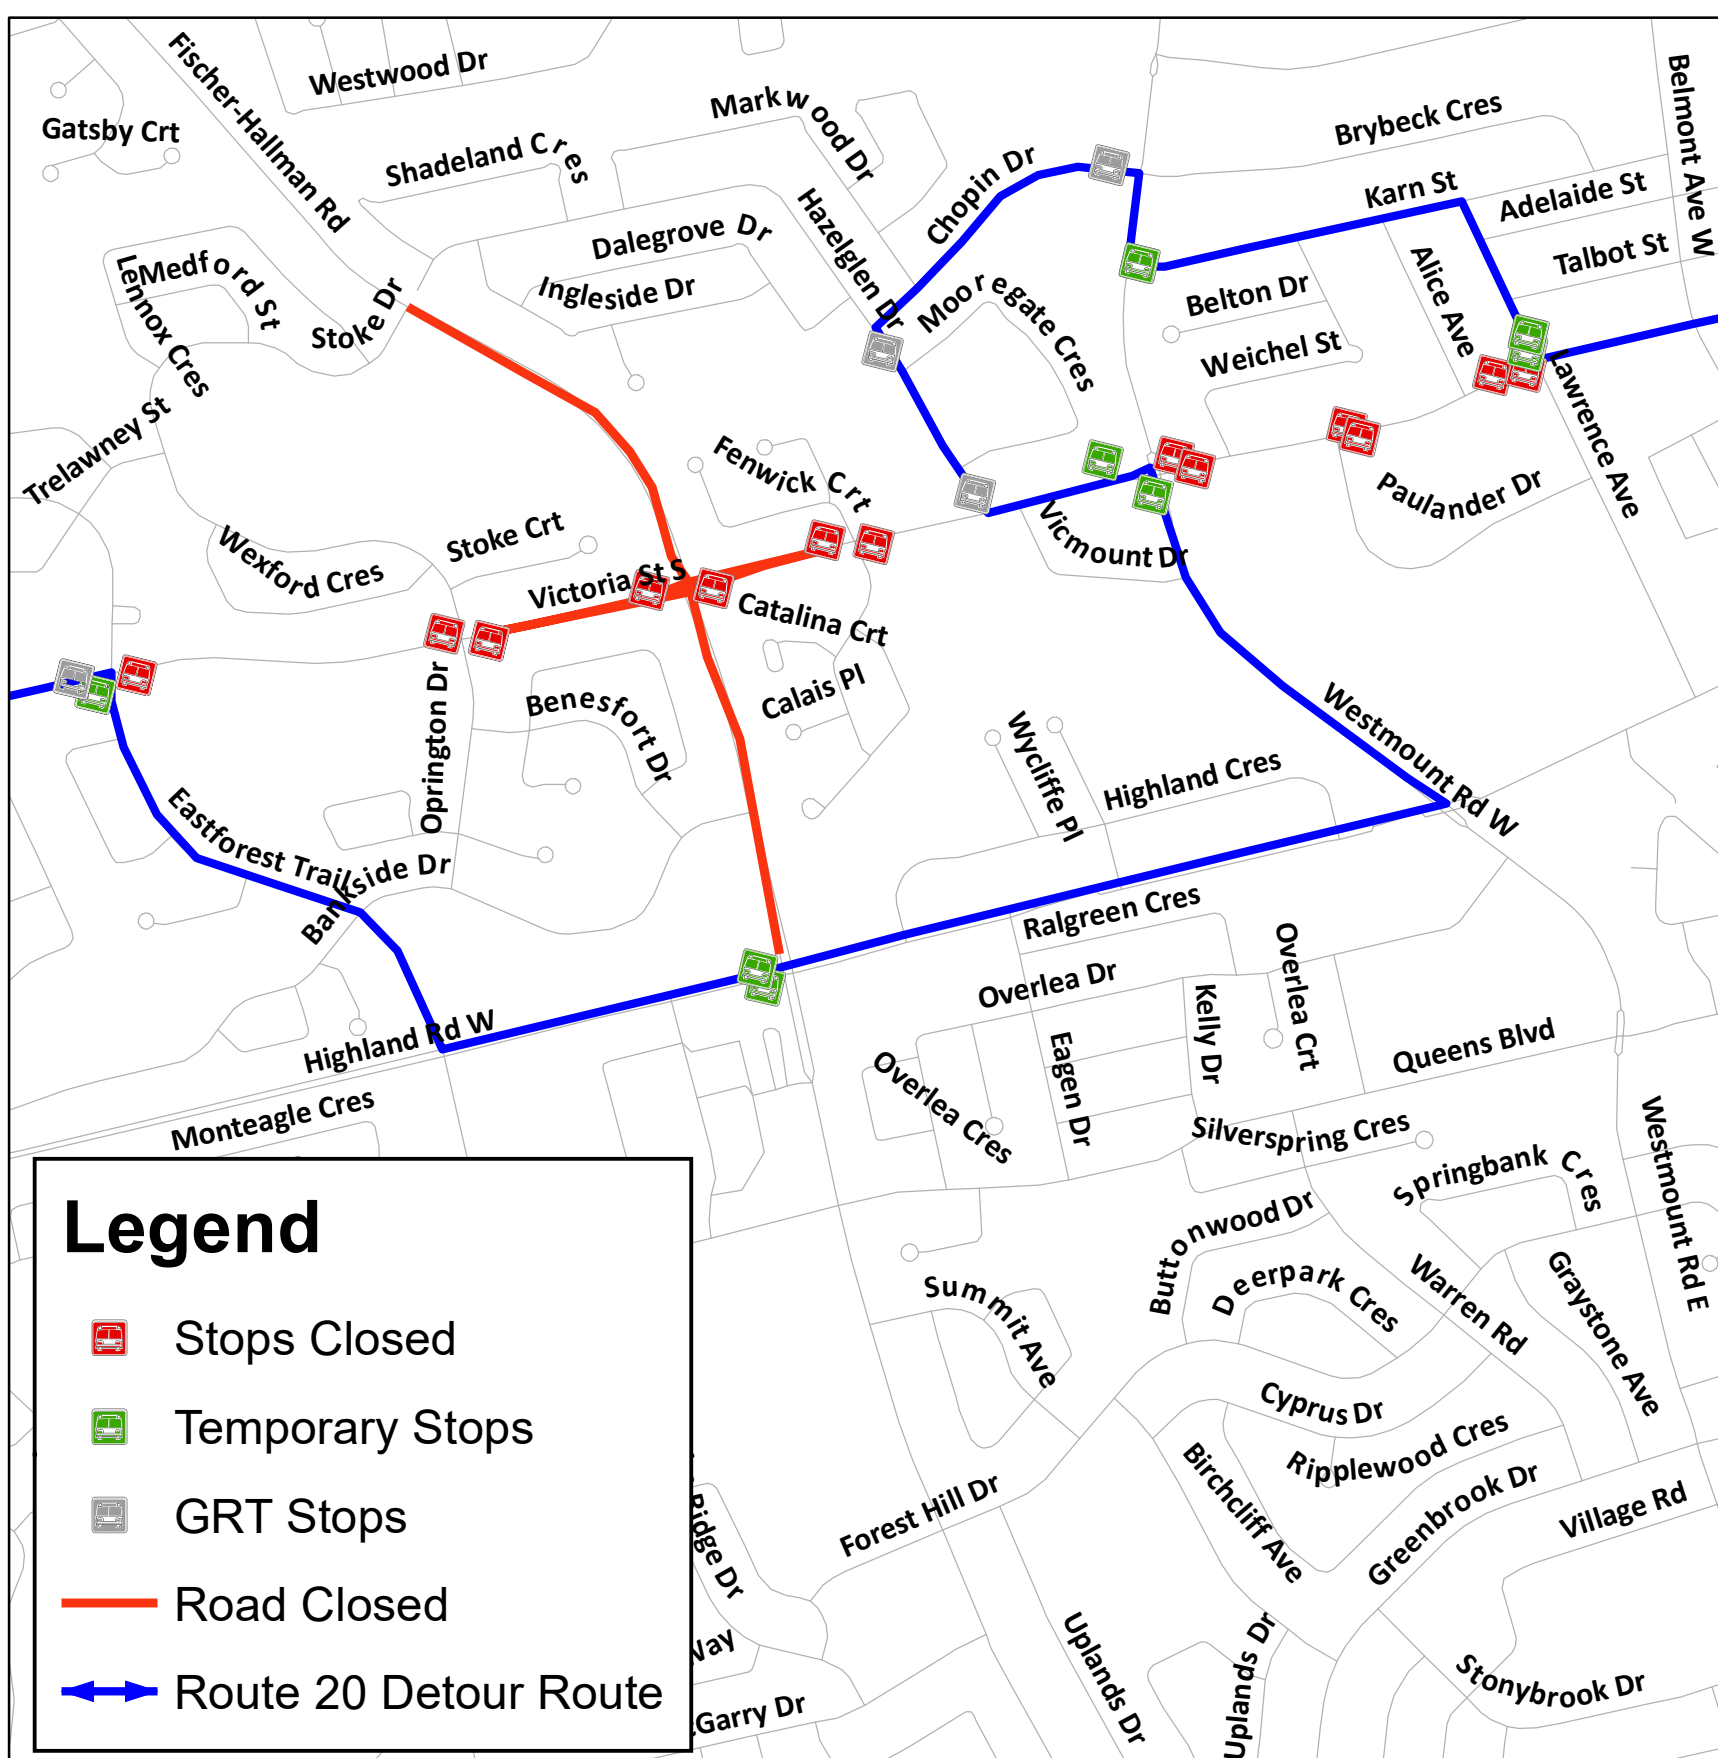 Fischer-Hallman Rd
Westwood Dr
Gatsby Crt
Shadeland Cres
Markwood Dr
Brybeck Cres
Belmont Ave W
Chopin Dr
Karn St
Adelaide St
Talbot St
Hazelglen Dr
Dalegrove Dr
Ingleside Dr
Medford St
Lennox Cres
Stoke Dr
Mooregate Cres
Belton Dr
Alice Ave
Weichel St
Lawrence Ave
Trelawney St
Fenwick Crt
Paulander Dr
Wexford Cres
Stoke Crt
Vicmount Dr
Victoria St S
Catalina Crt
Oprington Dr
Benesfort Dr
Calais Pl
Wycliffe Pl
Highland Cres
Westmount Rd W
Eastforest Trail
Bankside Dr
Ralgreen Cres
Overlea Dr
Kelly Dr
Overlea Crt
Highland Rd W
Queens Blvd
Monteagle Cres
Overlea Cres
Eagen Dr
Silverspring Cres
Springbank Cres
Westmount Rd E
Buttonwood Dr
Deerpark Cres
Warren Rd
Graystone Ave
Summit Ave
Cyprus Dr
Ripplewood Cres
Birchcliff Ave
Greenbrook Dr
Village Rd
Forest Hill Dr
Ridge Dr
Way
Garry Dr
Uplands Dr
Uplands Dr
Stonybrook Dr
Legend
Stops Closed
Temporary Stops
GRT Stops
Road Closed
Route 20 Detour Route